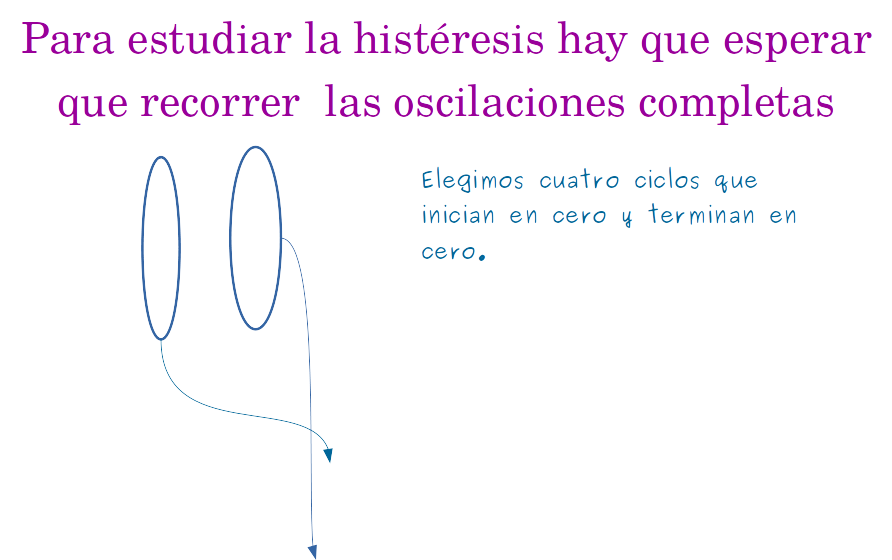 Para estudiar la histéresis hay que esperar
que recorrer las oscilaciones completas
Elegimos cuatro ciclos que
inician en cero y terminan en
cero.